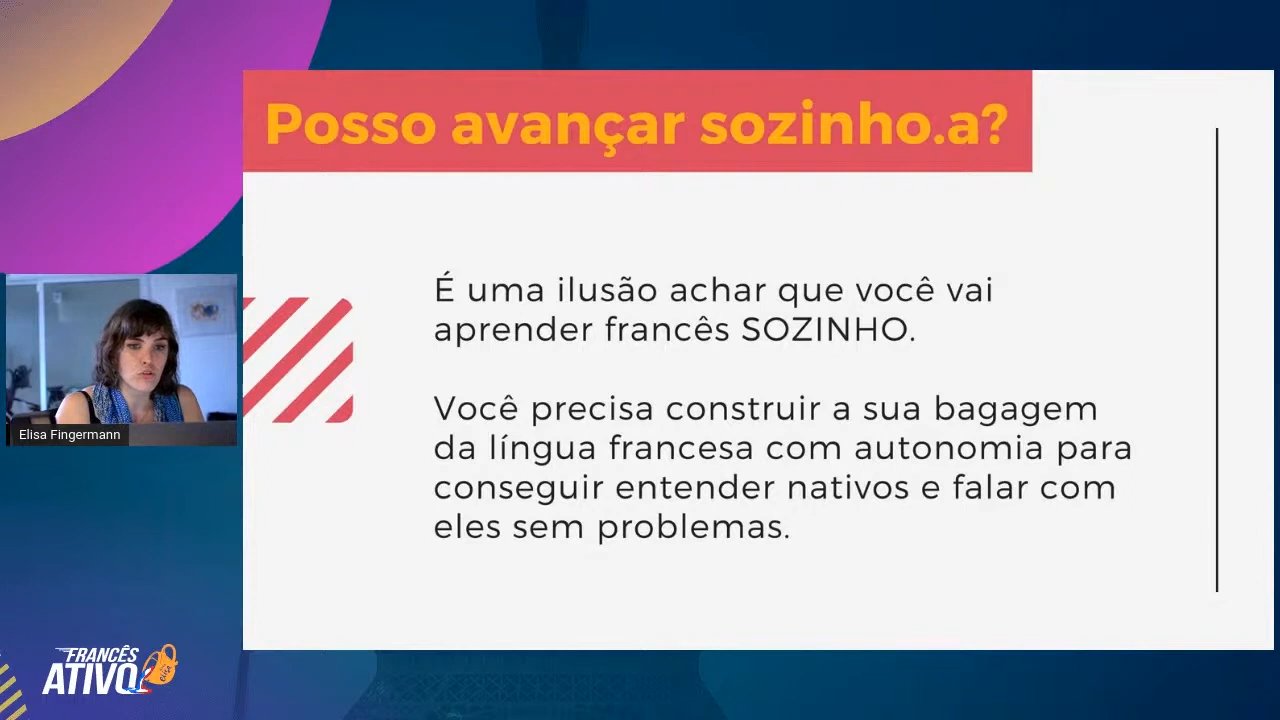 Posso avançar sozinho.a?
É uma ilusão achar que você vai
aprender francês SOZINHO.
Você precisa construir a sua bagagem
da língua francesa com autonomia para
conseguir entender nativos e falar com
eles sem problemas.
Elisa Fingermann
FRANCÊS
ATIVO